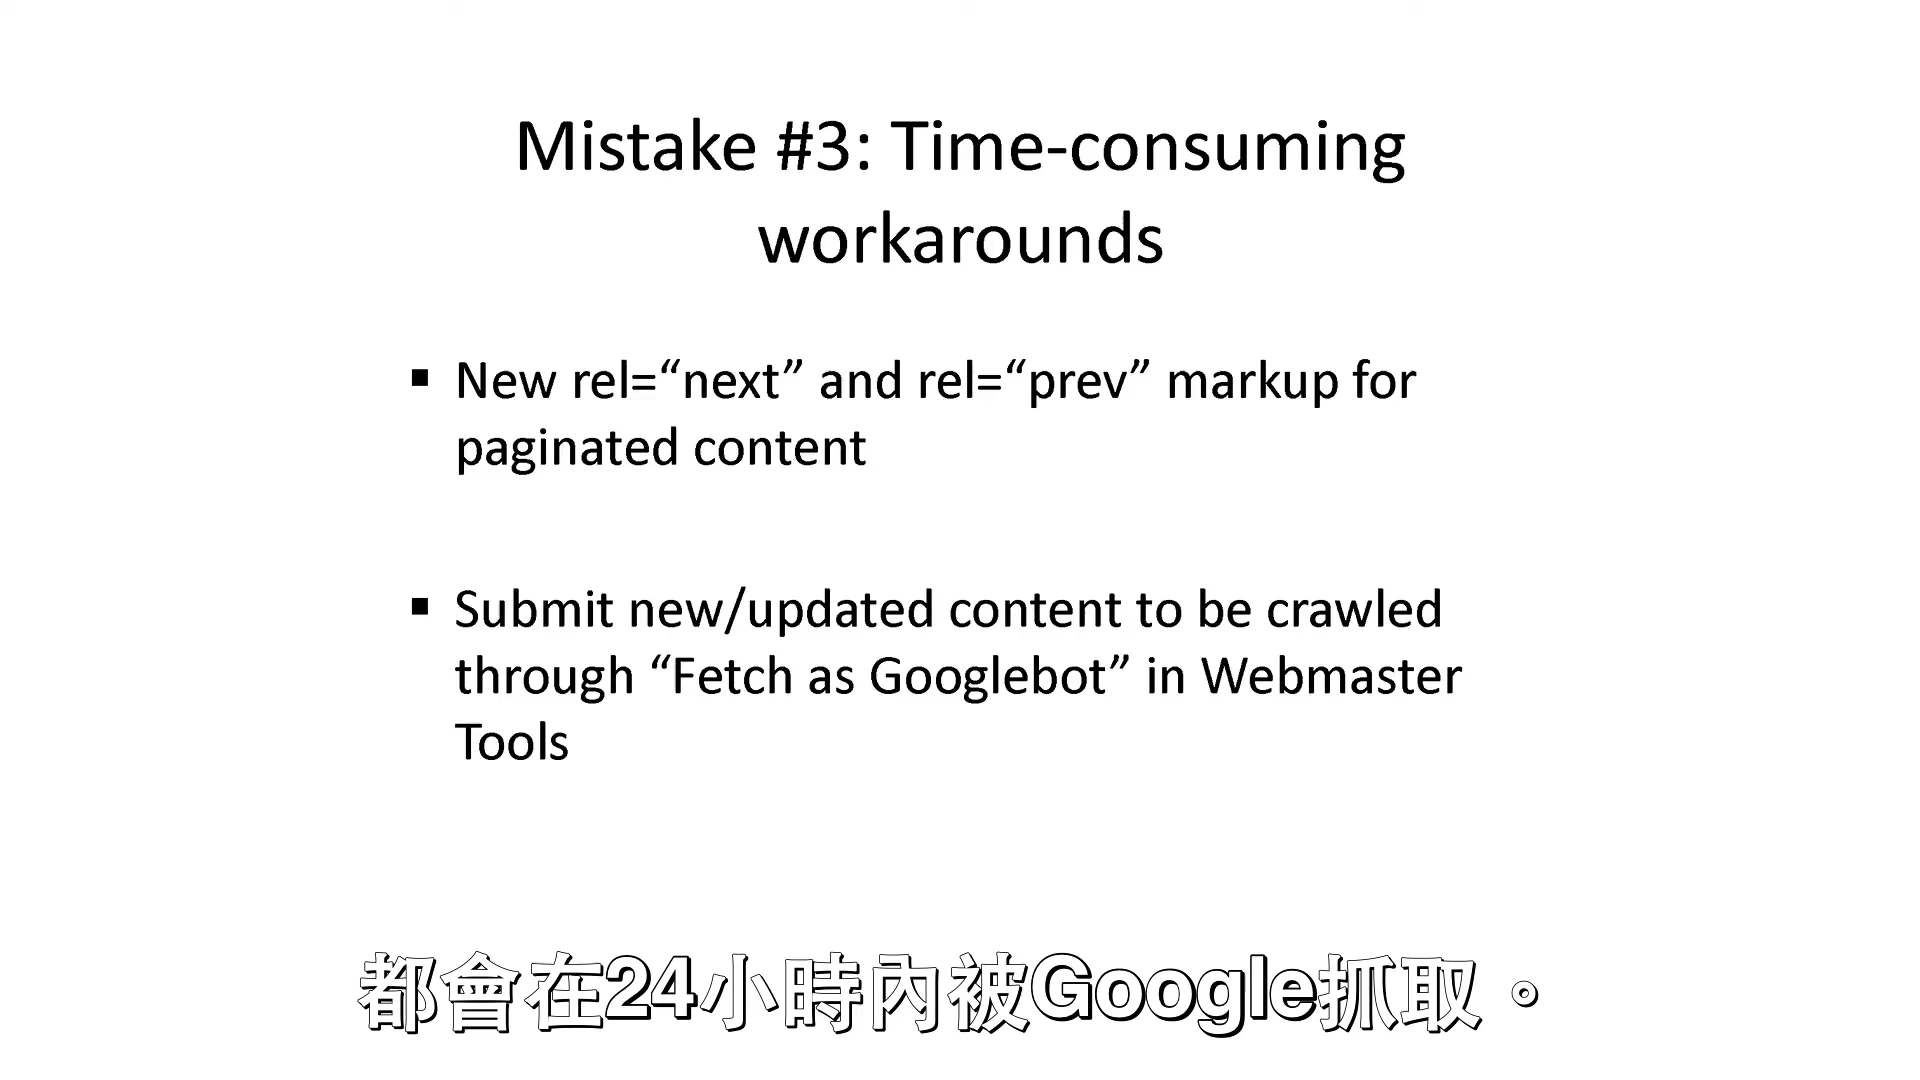 Mistake #3: Time-consuming
workarounds
▪ New rel=“next” and rel=“prev” markup for
paginated content
▪ Submit new/updated content to be crawled
through “Fetch as Googlebot” in Webmaster
Tools
都會在24小時內被Google抓取。